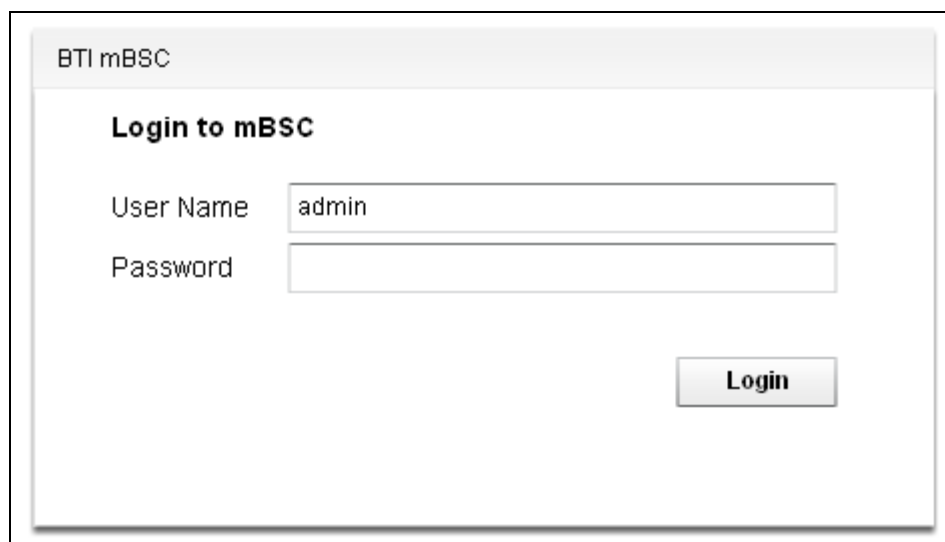 BTI mBSC
Login to mBSC
User Name admin
Password
Login